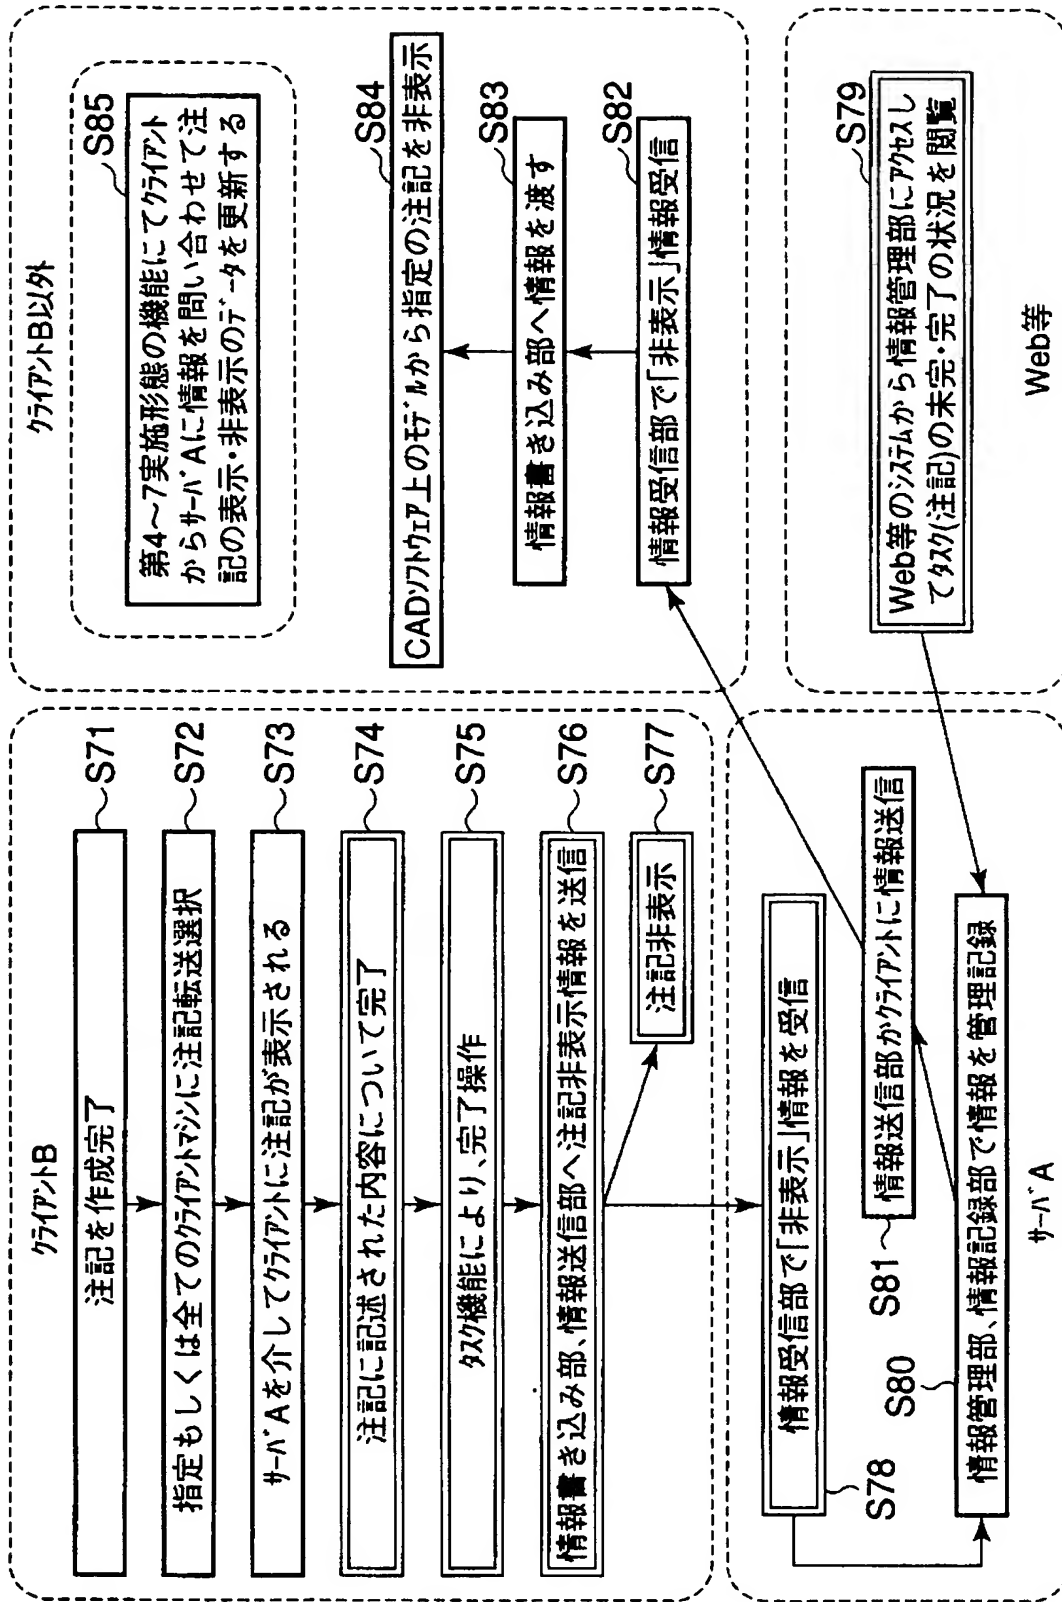 クライアントB
注記を作成完了
S71
指定もしくは全てのクライアントマシンに注記転送選択
S72
サーバAを介してクライアントに注記が表示される
S73
注記に記述された内容について完了
S74
タスク機能により、完了操作
S75
情報書き込み部、情報送信部へ注記非表示情報を送信
S76
注記非表示
S77
サーバA
情報受信部で「非表示」情報を受信
S78
情報送信部かクライアントに情報送信
S81
情報管理部、情報記録部で情報を管理記録
S80
クライアントB以外
第4〜7実施形態の機能にてクライアント
からサーバAに情報を問い合わせて注
記の表示・非表示のデータを更新する
S85
CADソフトウェア上のモデルから指定の注記を非表示
S84
情報書き込み部へ情報を渡す
S83
情報受信部で「非表示」情報受信
S82
Web等
Web等のシステムから情報管理部にアクセスし
てタスク(注記)の未完・完了の状況を閲覧
S79